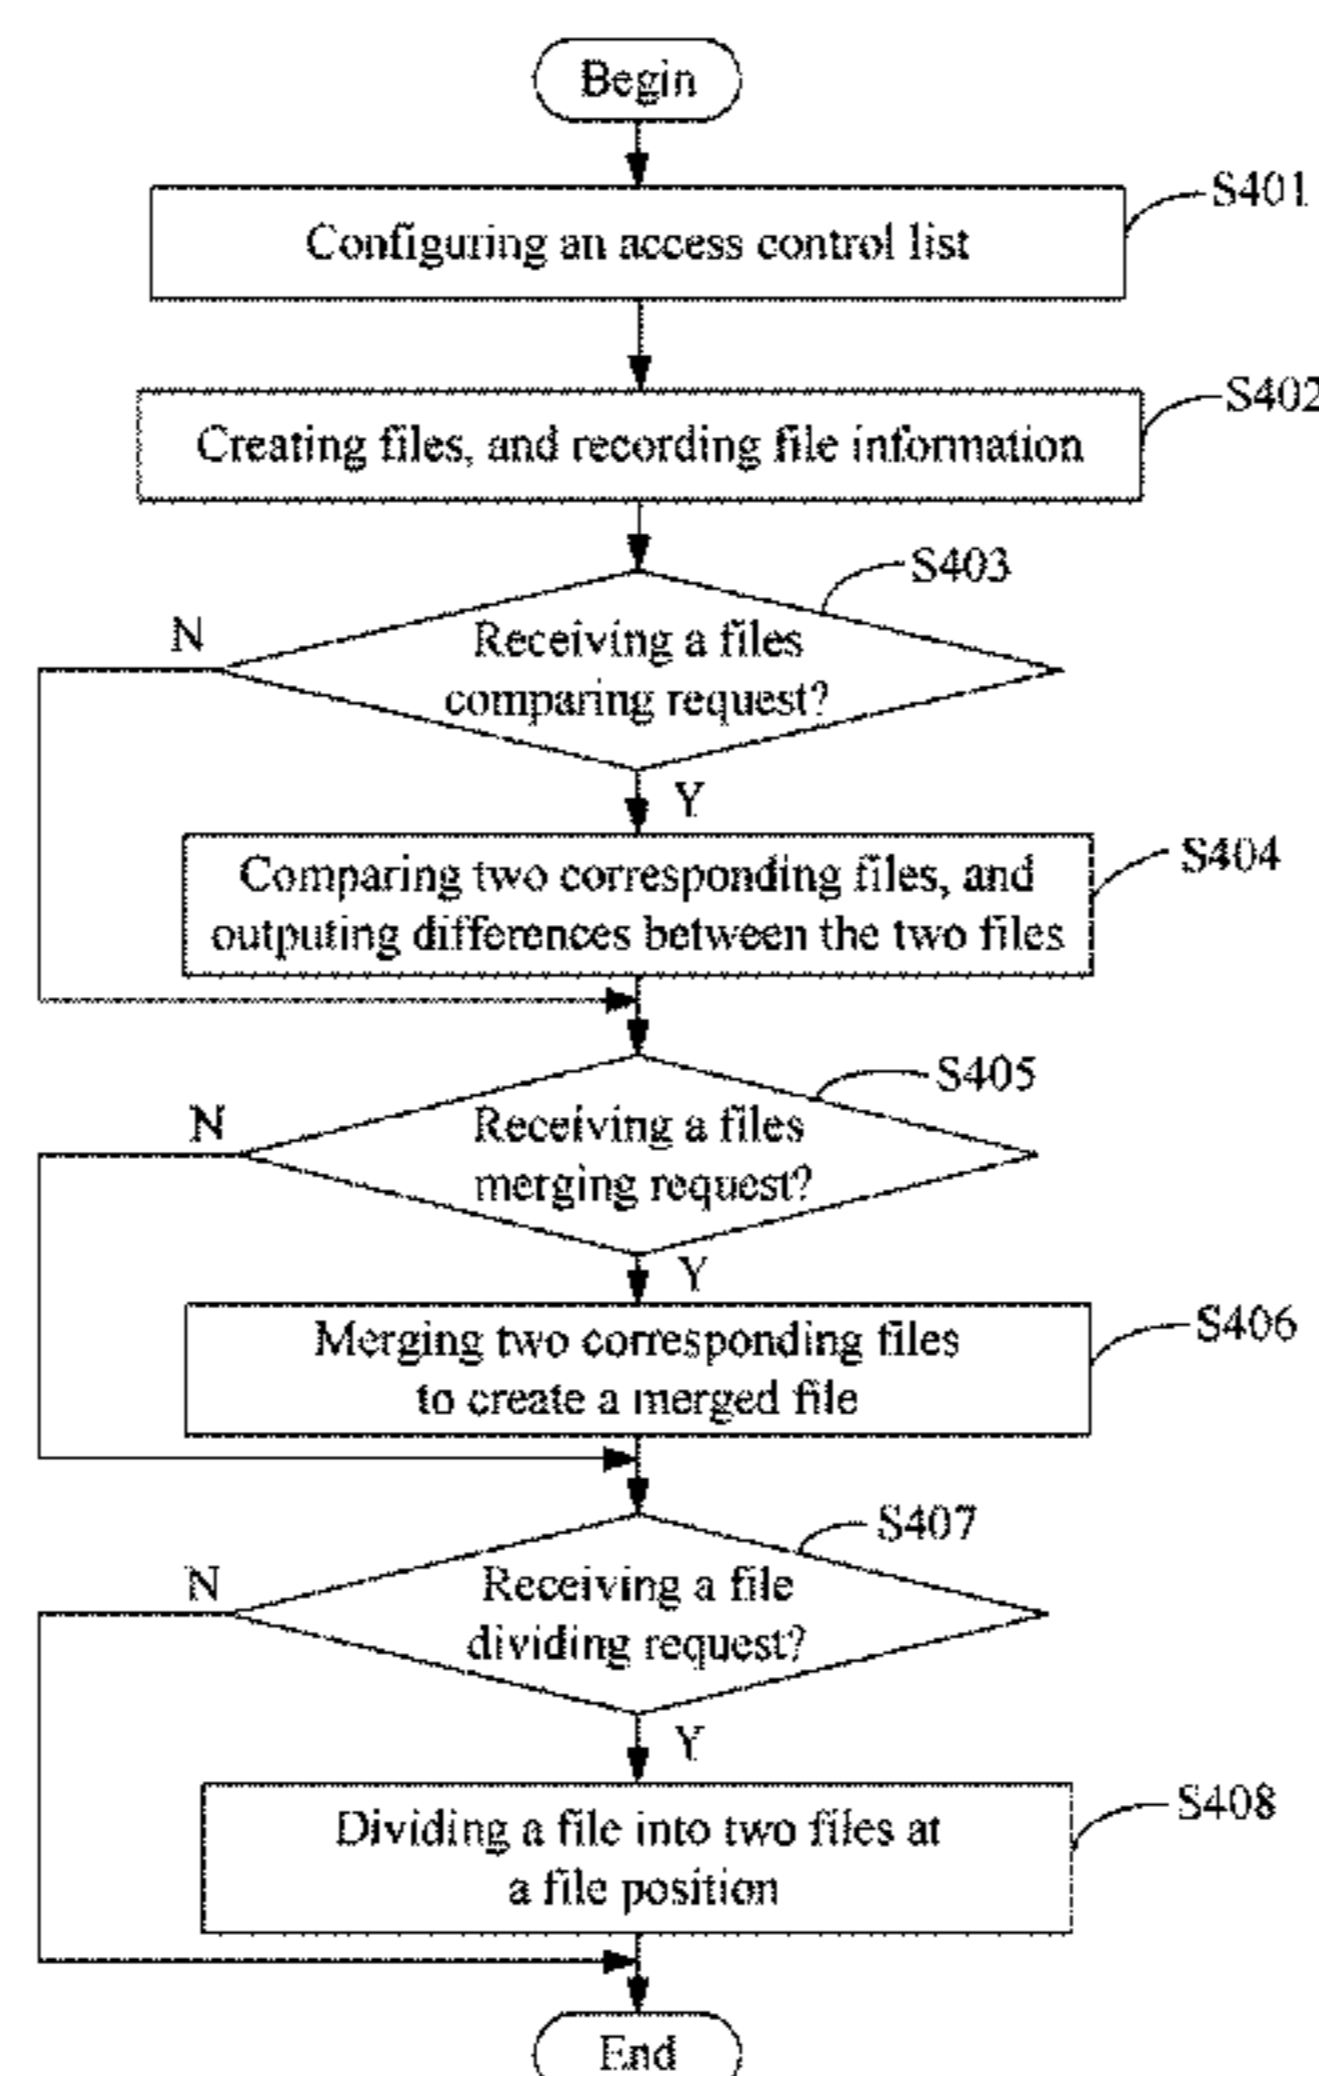 Begin
S401
Configuring an access control list
S402
Creating files, and recording file information
S403
N
Receiving a files
comparing request?
Y
S404
Comparing two corresponding files, and
outputing differences between the two files
S405
N
Receiving a files
merging request?
Y
S406
Merging two corresponding files
to create a merged file
S407
N
Receiving a file
dividing request?
Y
S408
Dividing a file into two files at
a file position
End